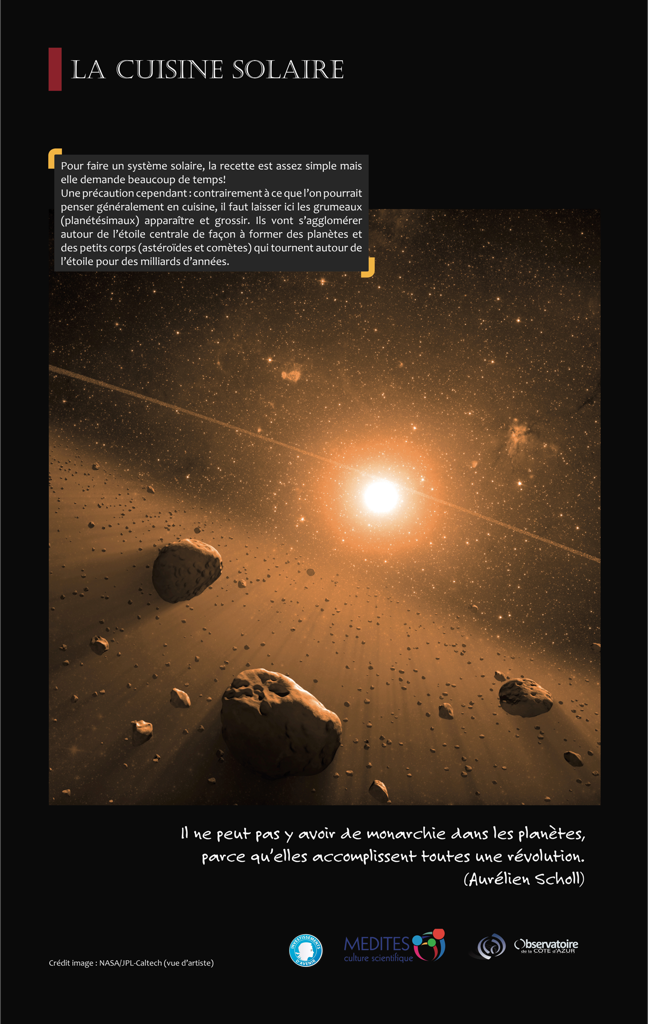 LA CUISINE SOLAIRE
Pour faire un système solaire, la recette est assez simple mais
elle demande beaucoup de temps!
Une précaution cependant : contrairement à ce que l'on pourrait
penser généralement en cuisine, il faut laisser ici les grumeaux
(planétésimaux) apparaître et grossir. Ils vont s'agglomérer
autour de l'étoile centrale de façon à former des planètes et
des petits corps (astéroïdes et comètes) qui tournent autour de
l'étoile pour des milliards d'années.
Il ne peut pas y avoir de monarchie dans les planètes,
parce qu'elles accomplissent toutes une révolution.
(Aurélien Scholl)
INVESTISSEMENTS
D'AVENIR
MEDITES
culture scientifique
Observatoire
de la CÔTE d'AZUR
Crédit image : NASA/JPL-Caltech (vue d'artiste)